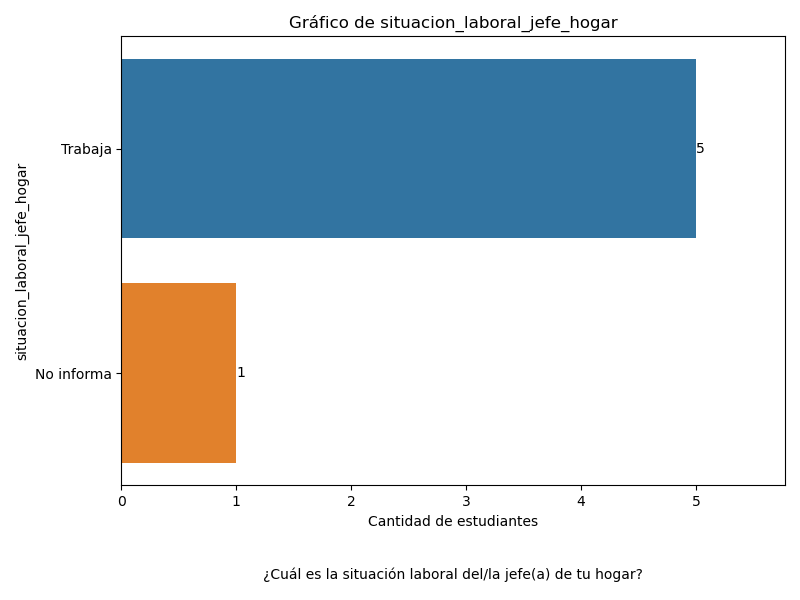 Gráfico de situacion_laboral_jefe_hogar
situacion_laboral_jefe_hogar
Trabaja
5
No informa
1
0 1 2 3 4 5
Cantidad de estudiantes
¿Cuál es la situación laboral del/la jefe(a) de tu hogar?